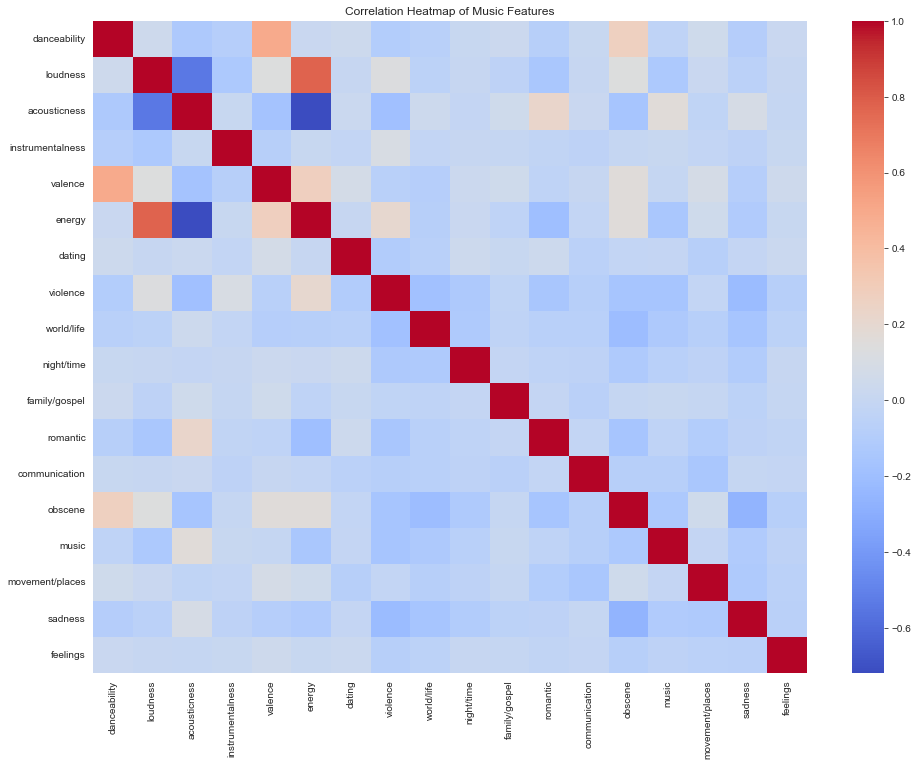 Correlation Heatmap of Music Features
danceability
loudness
acousticness
instrumentalness
valence
energy
dating
violence
world/life
night/time
family/gospel
romantic
communication
obscene
music
movement/places
sadness
feelings
danceability
loudness
acousticness
instrumentalness
valence
energy
dating
violence
world/life
night/time
family/gospel
romantic
communication
obscene
music
movement/places
sadness
feelings
1.0
0.8
0.6
0.4
0.2
0.0
−0.2
−0.4
−0.6